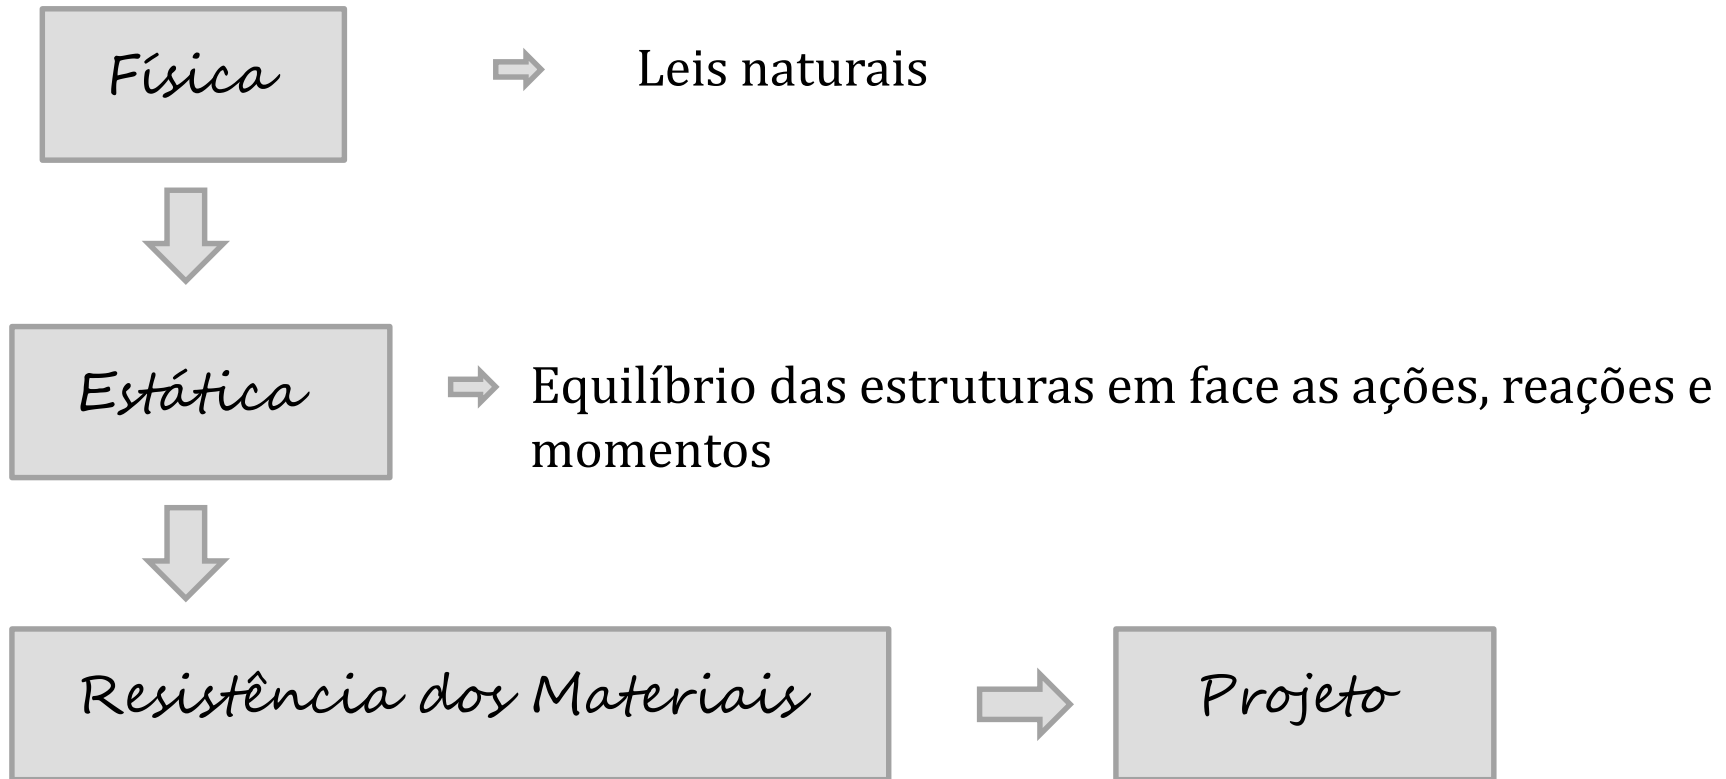 Física
Leis naturais
Estática
Equilíbrio das estruturas em face as ações, reações e
momentos
Resistência dos Materiais
Projeto